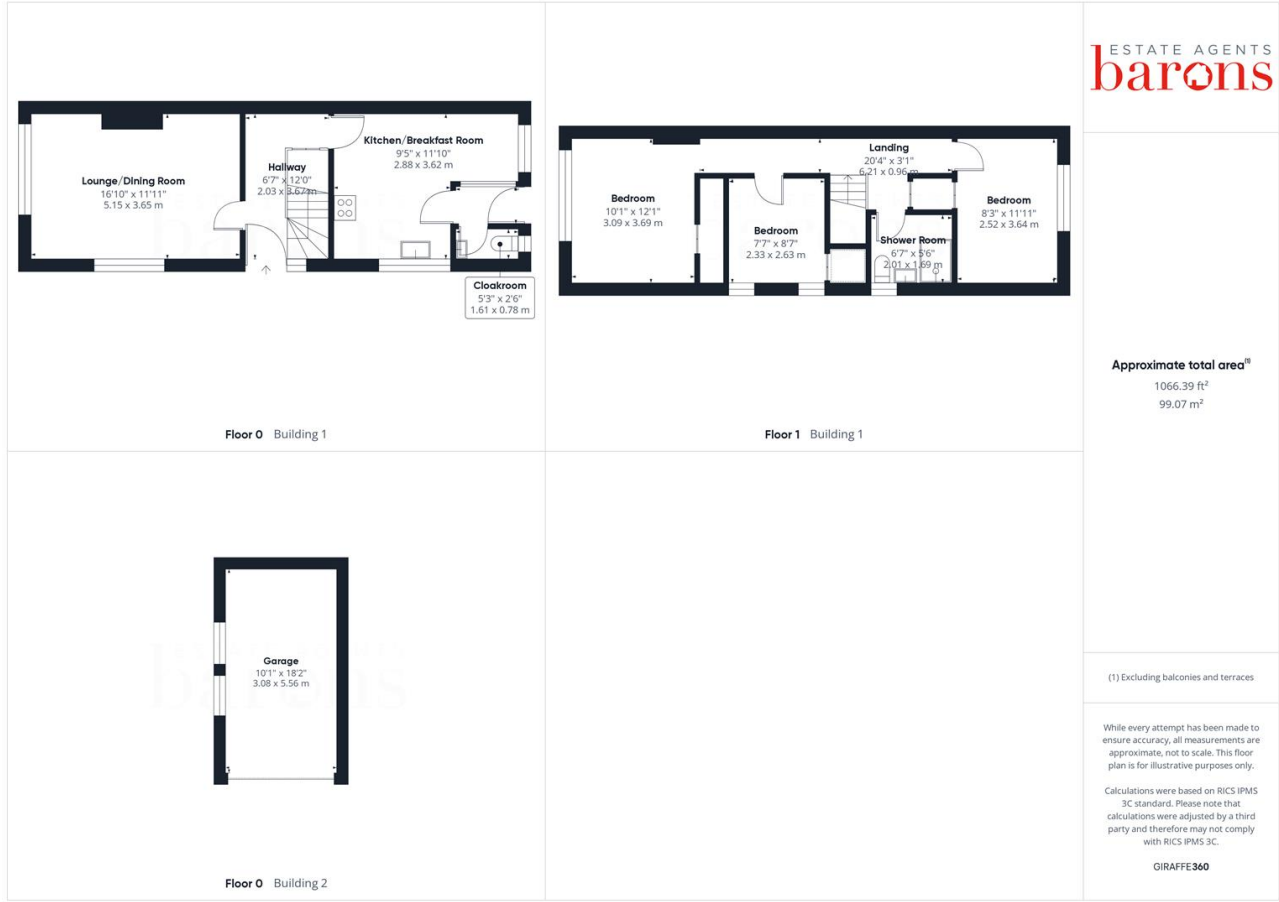 Lounge/Dining Room
16'10" x 11'11"
5.15 x 3.65 m
Hallway
6'7" x 12'0"
2.03 x 3.67 m
Kitchen/Breakfast Room
9'5" x 11'10"
2.88 x 3.62 m
Cloakroom
5'3" x 2'6"
1.61 x 0.78 m
Floor 0 Building 1
Bedroom
10'1" x 12'1"
3.09 x 3.69 m
Bedroom
7'7" x 8'7"
2.33 x 2.63 m
Landing
20'4" x 3'1"
6.21 x 0.96 m
Shower Room
6'7" x 5'6"
2.01 x 1.69 m
Bedroom
8'3" x 11'11"
2.52 x 3.64 m
Floor 1 Building 1
Garage
10'1" x 18'2"
3.08 x 5.56 m
Floor 0 Building 2
ESTATE AGENTS
barons
Approximate total area(1)
1066.39 ft²
99.07 m²
(1) Excluding balconies and terraces
While every attempt has been made to
ensure accuracy, all measurements are
approximate, not to scale. This floor
plan is for illustrative purposes only.
Calculations were based on RICS IPMS
3C standard. Please note that
calculations were adjusted by a third
party and therefore may not comply
with RICS IPMS 3C.
GIRAFFE360